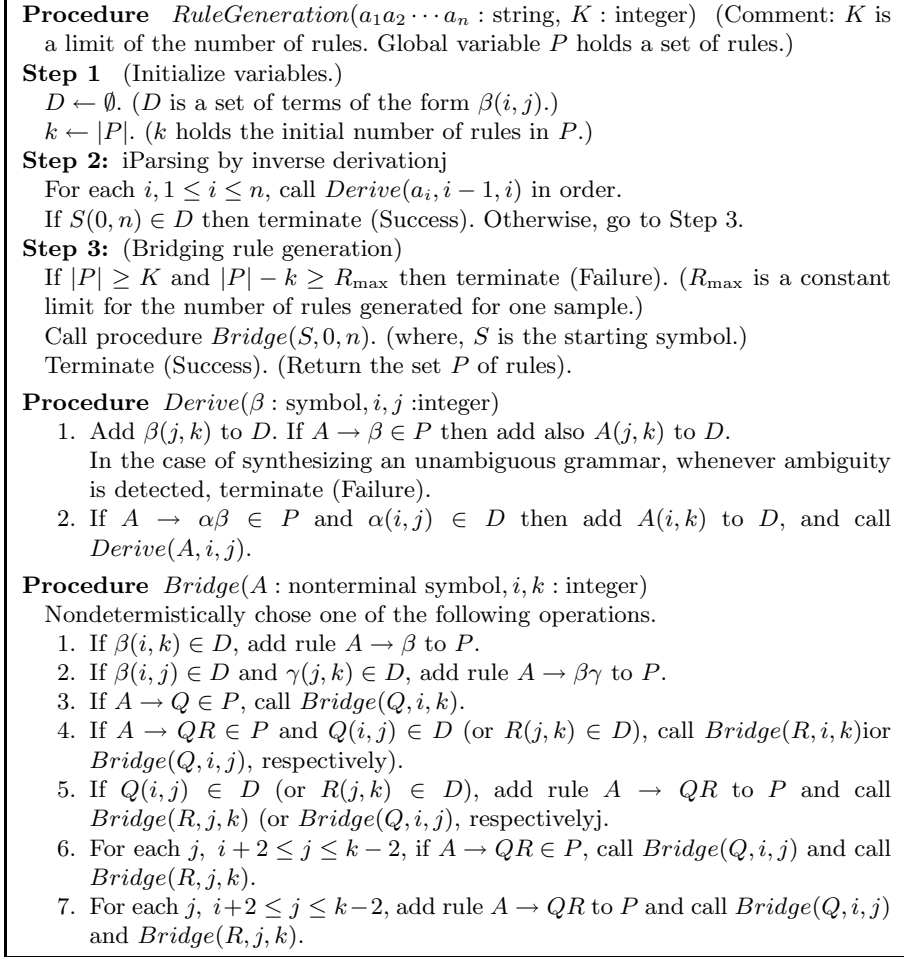 Procedure RuleGeneration(a₁a₂ ⋯ aₙ : string, K : integer) (Comment: K is
a limit of the number of rules. Global variable P holds a set of rules.)
Step 1 (Initialize variables.)
D ← ∅. (D is a set of terms of the form β(i, j).)
k ← |P|. (k holds the initial number of rules in P.)
Step 2: iParsing by inverse derivationj
For each i, 1 ≤ i ≤ n, call Derive(aᵢ, i − 1, i) in order.
If S(0, n) ∈ D then terminate (Success). Otherwise, go to Step 3.
Step 3: (Bridging rule generation)
If |P| ≥ K and |P| − k ≥ R_max then terminate (Failure). (R_max is a constant
limit for the number of rules generated for one sample.)
Call procedure Bridge(S, 0, n). (where, S is the starting symbol.)
Terminate (Success). (Return the set P of rules).
Procedure Derive(β : symbol, i, j :integer)
1. Add β(j, k) to D. If A → β ∈ P then add also A(j, k) to D.
In the case of synthesizing an unambiguous grammar, whenever ambiguity
is detected, terminate (Failure).
2. If A → αβ ∈ P and α(i, j) ∈ D then add A(i, k) to D, and call
Derive(A, i, j).
Procedure Bridge(A : nonterminal symbol, i, k : integer)
Nondetermistically chose one of the following operations.
1. If β(i, k) ∈ D, add rule A → β to P.
2. If β(i, j) ∈ D and γ(j, k) ∈ D, add rule A → βγ to P.
3. If A → Q ∈ P, call Bridge(Q, i, k).
4. If A → QR ∈ P and Q(i, j) ∈ D (or R(j, k) ∈ D), call Bridge(R, i, k)ior
Bridge(Q, i, j), respectively).
5. If Q(i, j) ∈ D (or R(j, k) ∈ D), add rule A → QR to P and call
Bridge(R, j, k) (or Bridge(Q, i, j), respectivelyj.
6. For each j, i + 2 ≤ j ≤ k − 2, if A → QR ∈ P, call Bridge(Q, i, j) and call
Bridge(R, j, k).
7. For each j, i+2 ≤ j ≤ k−2, add rule A → QR to P and call Bridge(Q, i, j)
and Bridge(R, j, k).